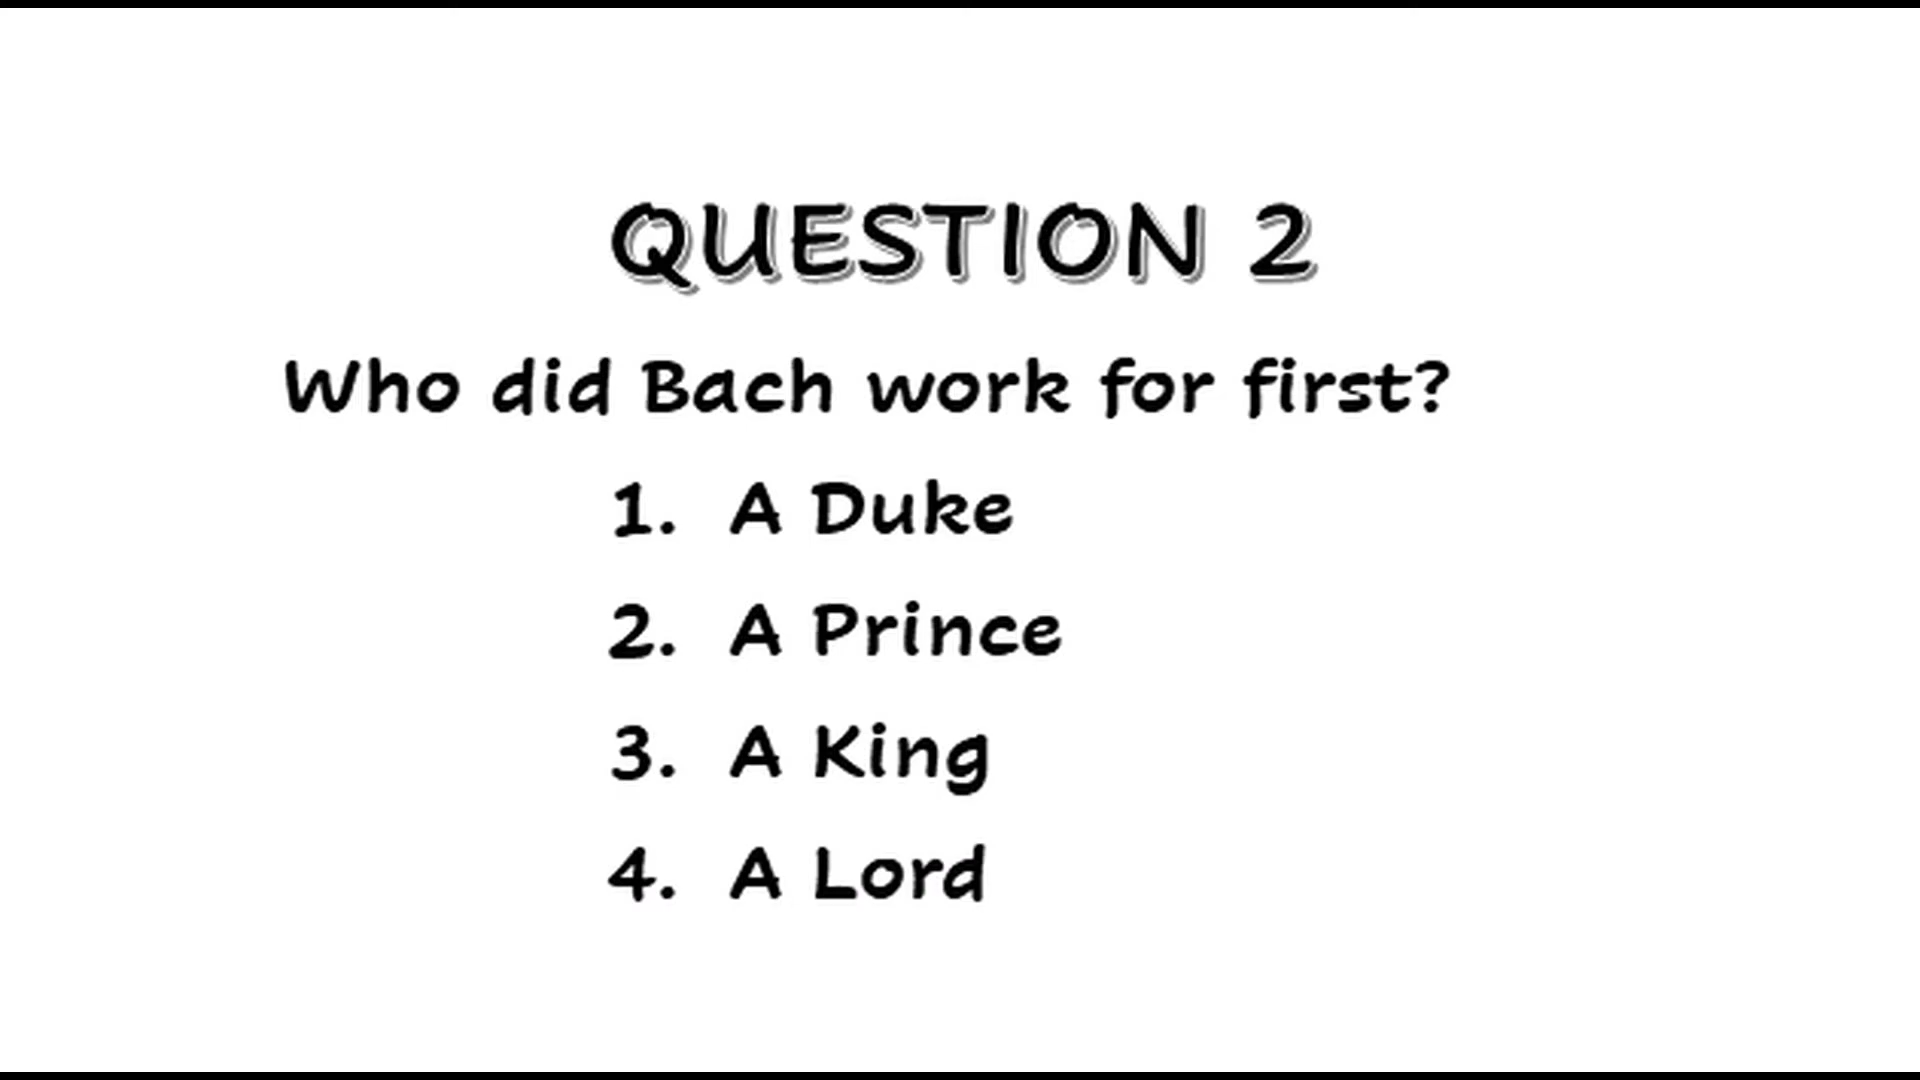 QUESTION 2
Who did Bach work for first?
1. A Duke
2. A Prince
3. A King
4. A Lord